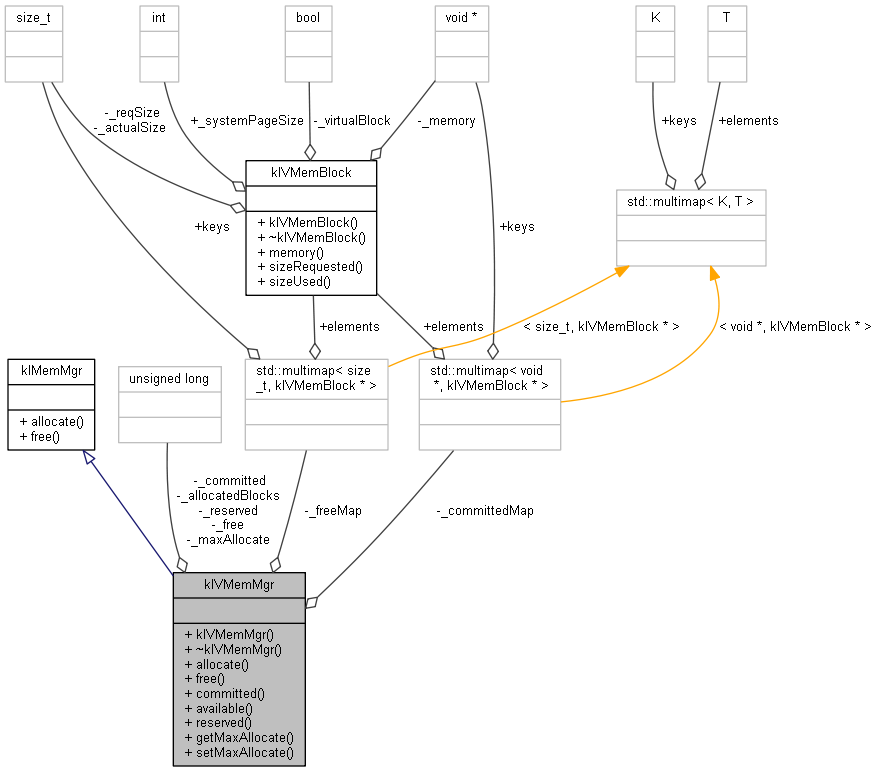 size_t
int
bool
void *
K
T
-_reqSize
-_actualSize
+_systemPageSize
-_virtualBlock
-_memory
+keys
+elements
klVMemBlock
+ klVMemBlock()
+ ~klVMemBlock()
+ memory()
+ sizeRequested()
+ sizeUsed()
std::multimap< K, T >
+keys
+keys
+elements
+elements
< size_t, klVMemBlock * >
< void *, klVMemBlock * >
klMemMgr
+ allocate()
+ free()
unsigned long
std::multimap< size
_t, klVMemBlock * >
std::multimap< void
*, klVMemBlock * >
-_committed
-_allocatedBlocks
-_reserved
-_free
-_maxAllocate
-_freeMap
-_committedMap
klVMemMgr
+ klVMemMgr()
+ ~klVMemMgr()
+ allocate()
+ free()
+ committed()
+ available()
+ reserved()
+ getMaxAllocate()
+ setMaxAllocate()